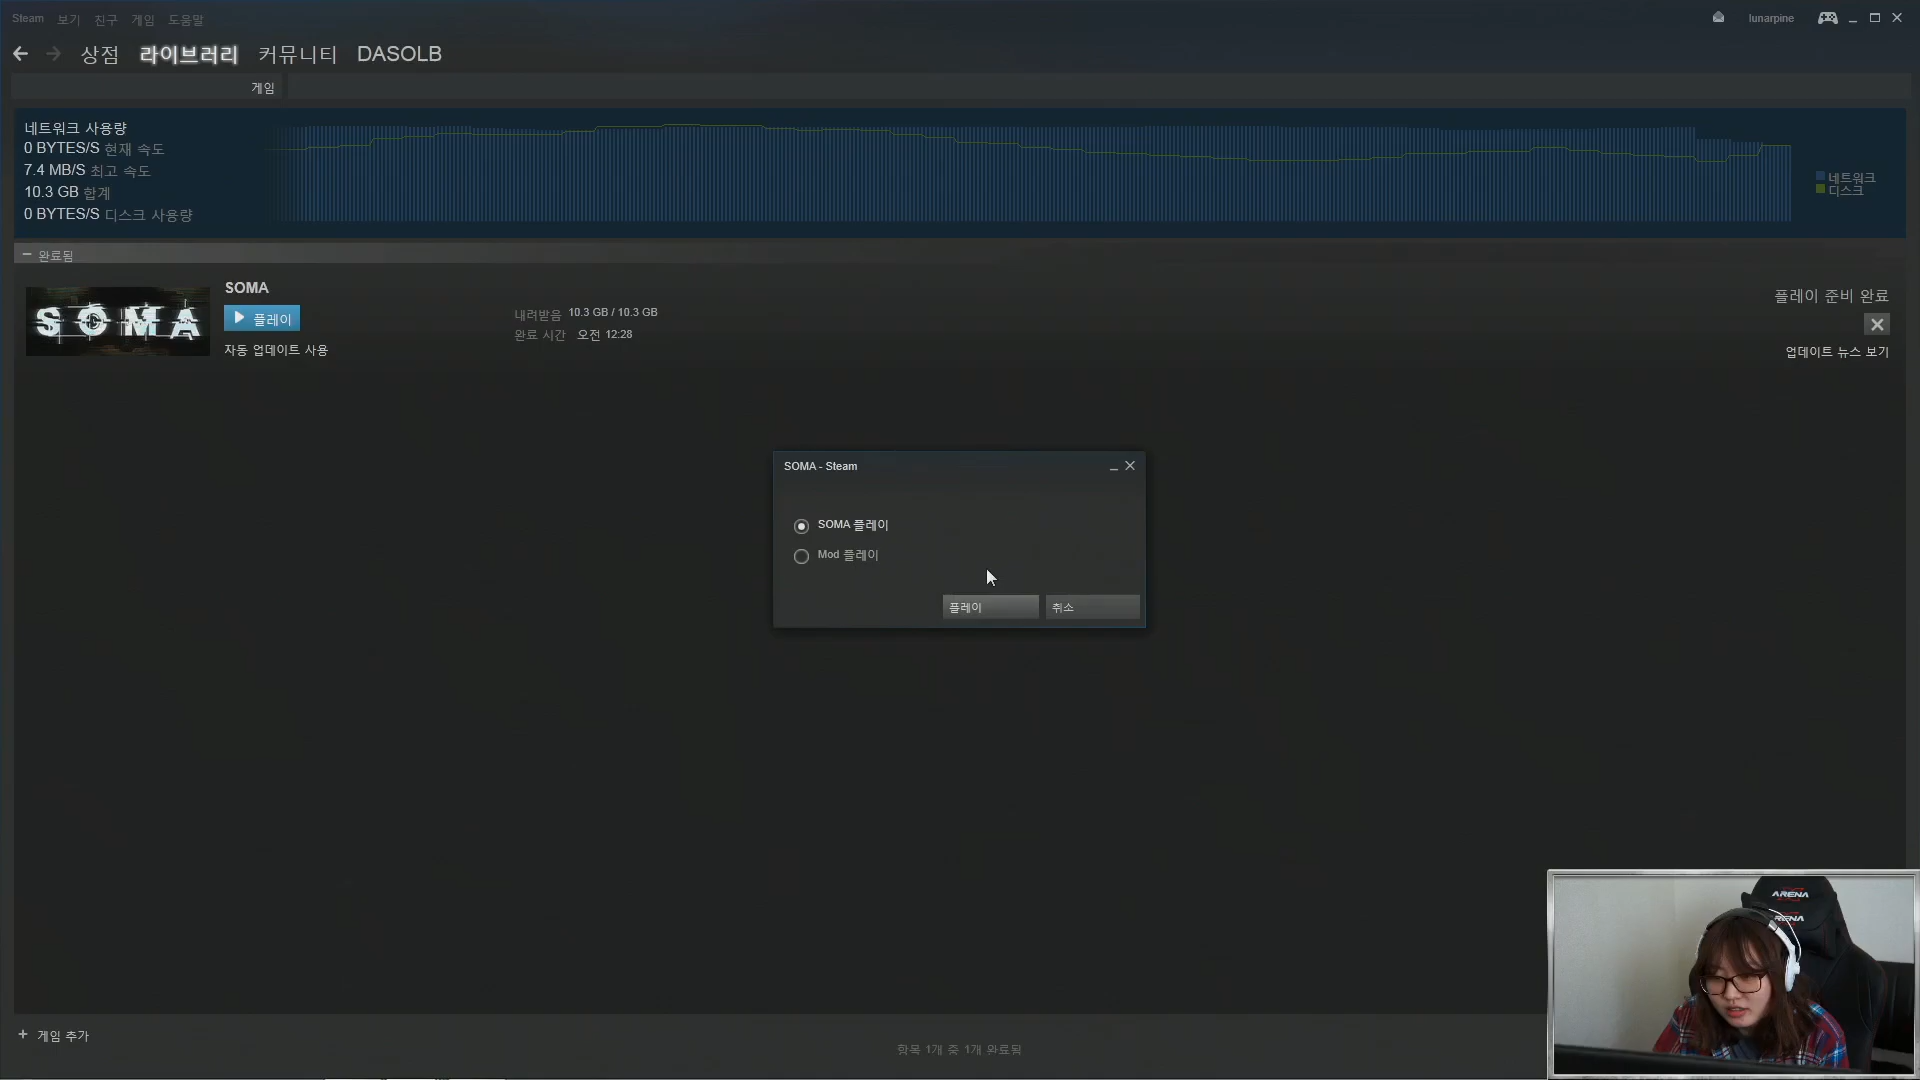 Steam 보기 친구 게임 도움말
lunarpine
상점 라이브러리 커뮤니티 DASOLB
게임
네트워크 사용량
0 BYTES/S 현재 속도
7.4 MB/S 최고 속도
10.3 GB 합계
0 BYTES/S 디스크 사용량
네트워크
디스크
완료됨
SOMA
SOMA
플레이
자동 업데이트 사용
내려받음 10.3 GB / 10.3 GB
완료 시간 오전 12:28
플레이 준비 완료
업데이트 뉴스 보기
SOMA - Steam
SOMA 플레이
Mod 플레이
플레이 취소
ARENA
ARENA
+ 게임 추가
항목 1개 중 1개 완료됨